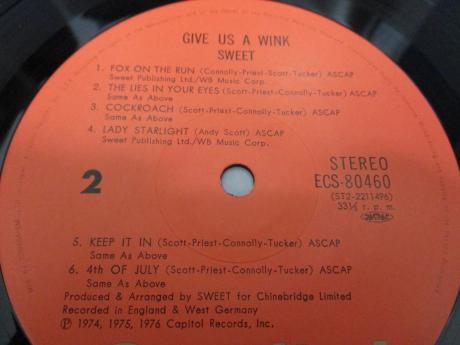 GIVE US A WINK
SWEET
1. FOX ON THE RUN (Connolly-Priest-Scott-Tucker) ASCAP
Sweet Publishing Ltd./WB Music Corp.
2. THE LIES IN YOUR EYES (Scott-Priest-Connolly-Tucker) ASCAP
Same As Above
3. COCKROACH (Scott-Priest-Connolly-Tucker) ASCAP
Same As Above
4. LADY STARLIGHT (Andy Scott) ASCAP
Sweet Publishing Ltd./WB Music Corp.
2
STEREO
ECS-80460
(ST2-2211496)
33⅓ r. p. m.
5. KEEP IT IN (Scott-Priest-Connolly-Tucker) ASCAP
Same As Above
6. 4th OF JULY (Scott-Priest-Connolly-Tucker) ASCAP
Same As Above
Produced & Arranged by SWEET for Chinebridge Limited
Recorded in England & West Germany
Ⓟ 1974, 1975, 1976 Capitol Records, Inc.